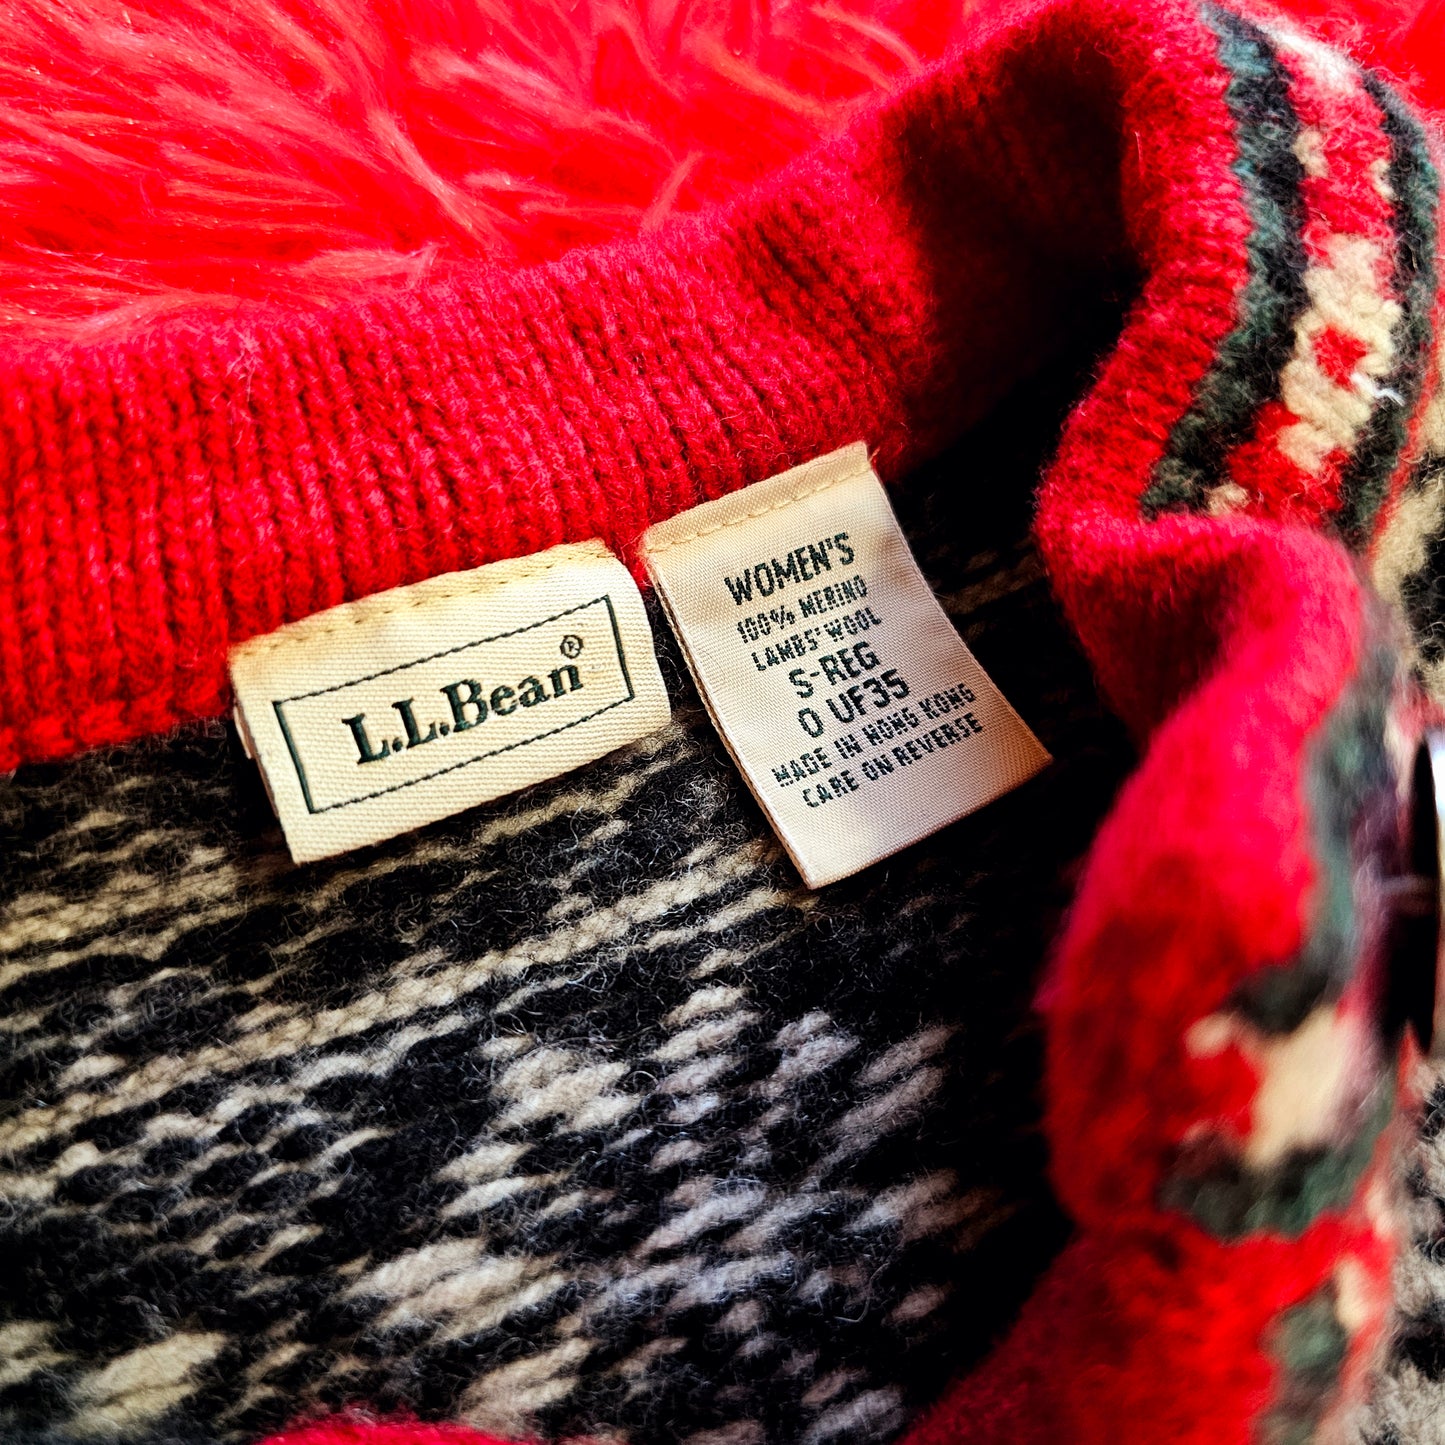 L.L.Bean®
WOMEN'S
100% MERINO
LAMBS' WOOL
S-REG
0 UF35
MADE IN HONG KONG
CARE ON REVERSE